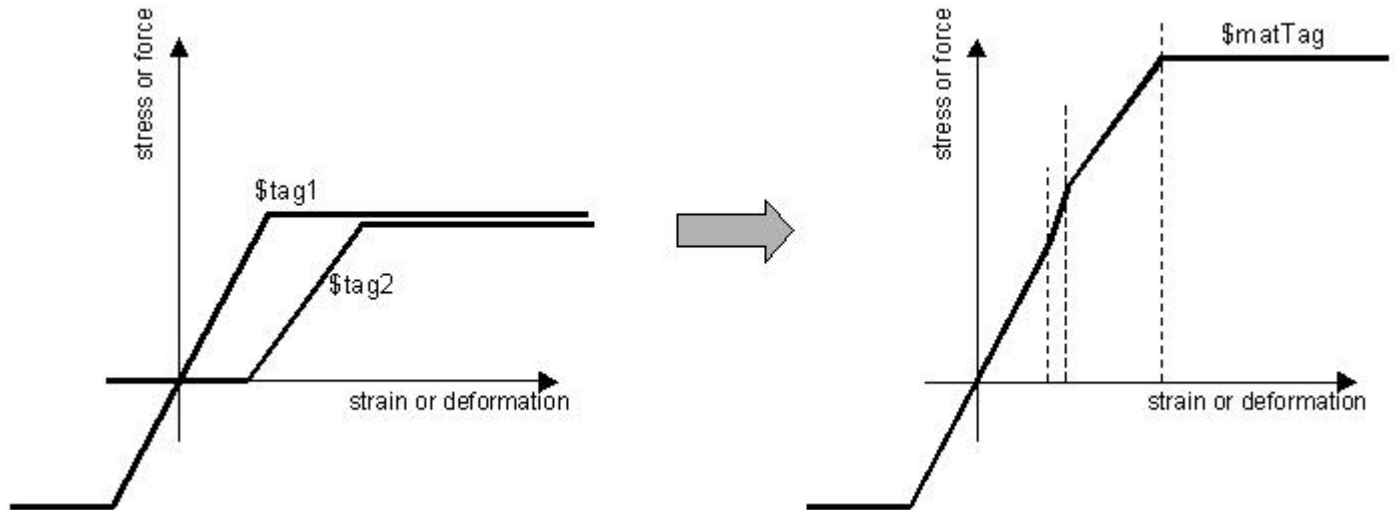 stress or force
$tag1
$tag2
strain or deformation
stress or force
$matTag
strain or deformation